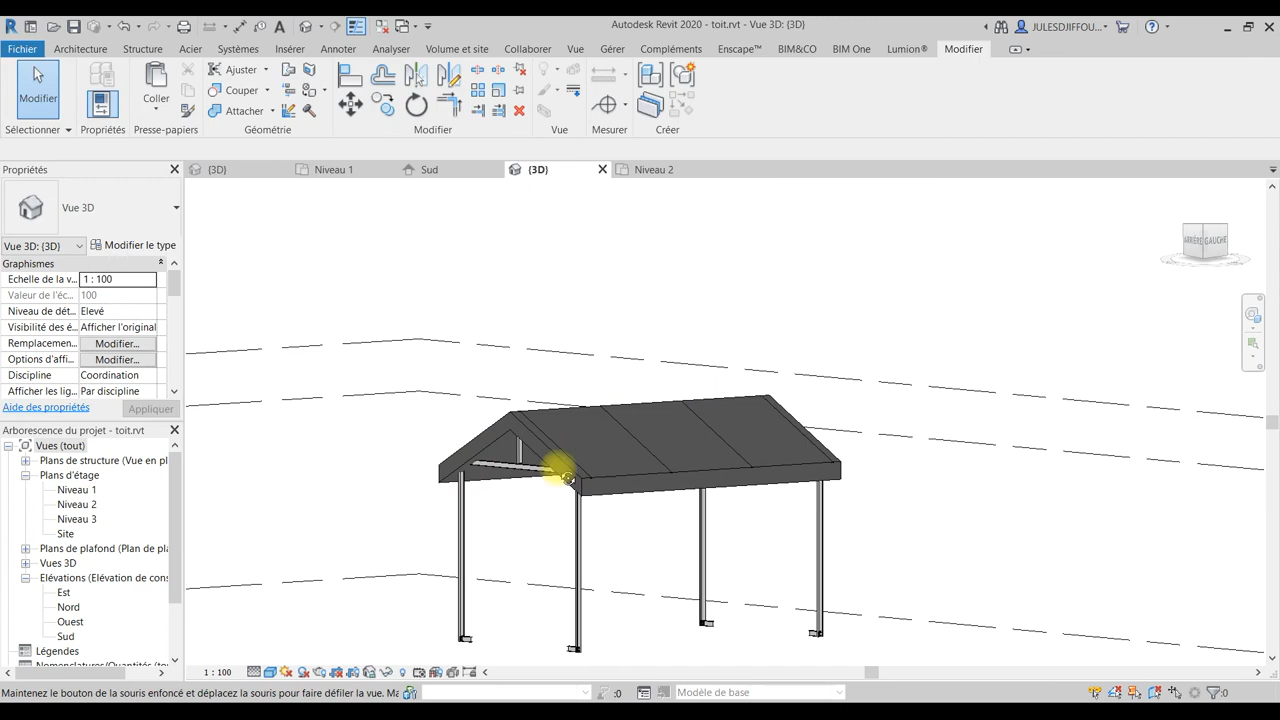 Autodesk Revit 2020 - toit.rvt - Vue 3D: {3D}
JULESDJIFFOU...
Fichier Architecture Structure Acier Systèmes Insérer Annoter Analyser Volume et site Collaborer Vue Gérer Compléments Enscape™ BIM&CO BIM One Lumion® Modifier
Modifier
Coller
Ajuster
Couper
Attacher
Sélectionner Propriétés Presse-papiers Géométrie Modifier Vue Mesurer Créer
Propriétés
{3D} Niveau 1 Sud {3D} Niveau 2
Vue 3D
Vue 3D: {3D} Modifier le type
Graphismes
Echelle de la v... 1 : 100
Valeur de l'éc... 100
Niveau de dét... Elevé
Visibilité des é... Afficher l'original
Remplacemen... Modifier...
Options d'affi... Modifier...
Discipline Coordination
Afficher les lig... Par discipline
Aide des propriétés Appliquer
Arborescence du projet - toit.rvt
Vues (tout)
Plans de structure (Vue en pl
Plans d'étage
Niveau 1
Niveau 2
Niveau 3
Site
Plans de plafond (Plan de pla
Vues 3D
Elévations (Elévation de cons
Est
Nord
Ouest
Sud
Légendes
Nomenclatures/Quantités (to
ARRIÈRE GAUCHE
1 : 100
Maintenez le bouton de la souris enfoncé et déplacez la souris pour faire défiler la vue. Ma
:0
Modèle de base
:0